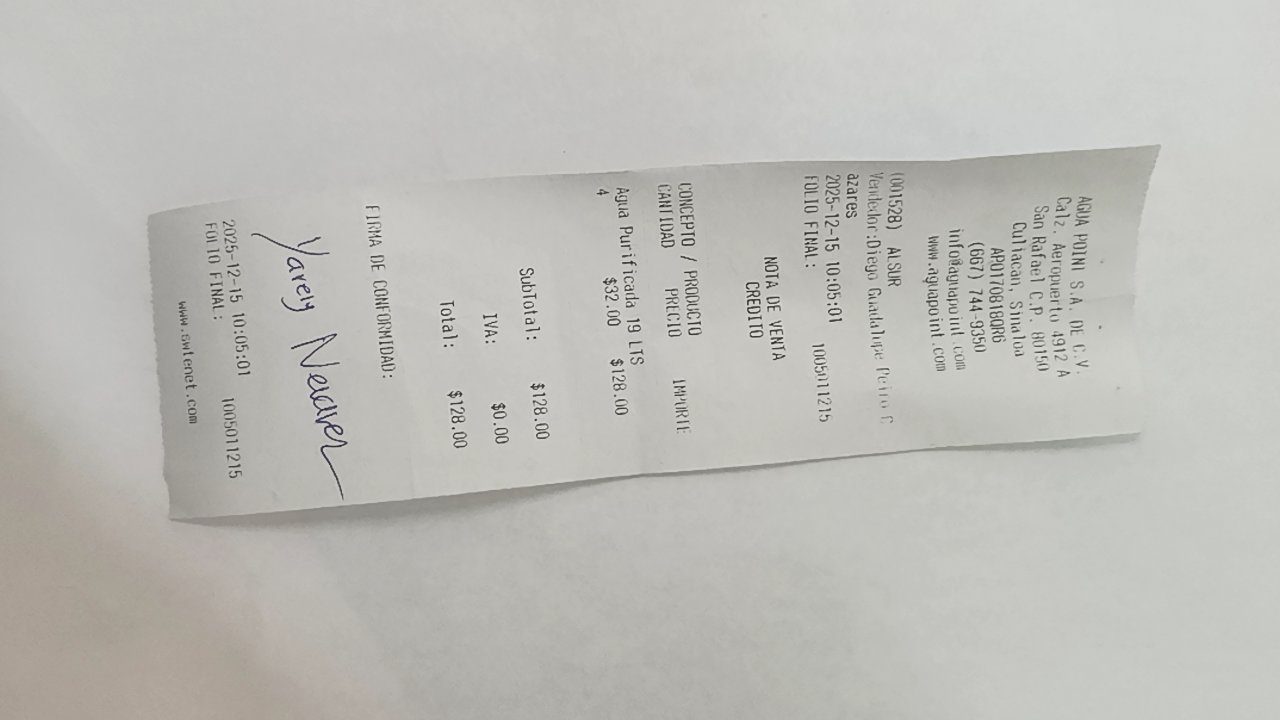 AGUA POINT S.A. DE C.V.
Calz. Aeropuerto 4912 A
San Rafael C.P. 80150
Culiacan, Sinaloa
APO170818QR6
(667) 744-9350
info@aguapoint.com
www.aguapoint.com
(001528) ALSUR
Vendedor:Diego Guadalupe Peiro C
azares
2025-12-15 10:05:01
FOLIO FINAL: 1005011215
NOTA DE VENTA
CREDITO
CONCEPTO / PRODUCTO
CANTIDAD PRECIO IMPORTE
Agua Purificada 19 LTS
4 $32.00 $128.00
SubTotal: $128.00
IVA: $0.00
Total: $128.00
FIRMA DE CONFORMIDAD:
Yarely
2025-12-15 10:05:01
FOLIO FINAL: 1005011215
www.swtenet.com